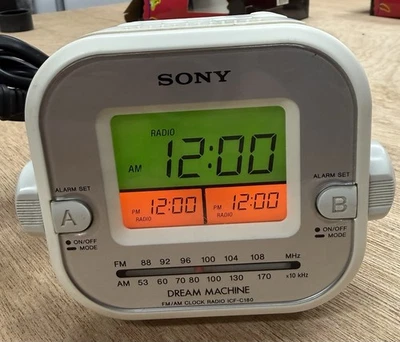 SONY
RADIO
AM 12:00
ALARM SET
A
ON/OFF
MODE
PM 12:00
RADIO
PM 12:00
RADIO
ALARM SET
B
ON/OFF
MODE
FM 88 92 96 100 104 108 MHz
AM 53 60 70 80 100 130 170 x10 kHz
DREAM MACHINE
FM/AM CLOCK RADIO ICF-C180